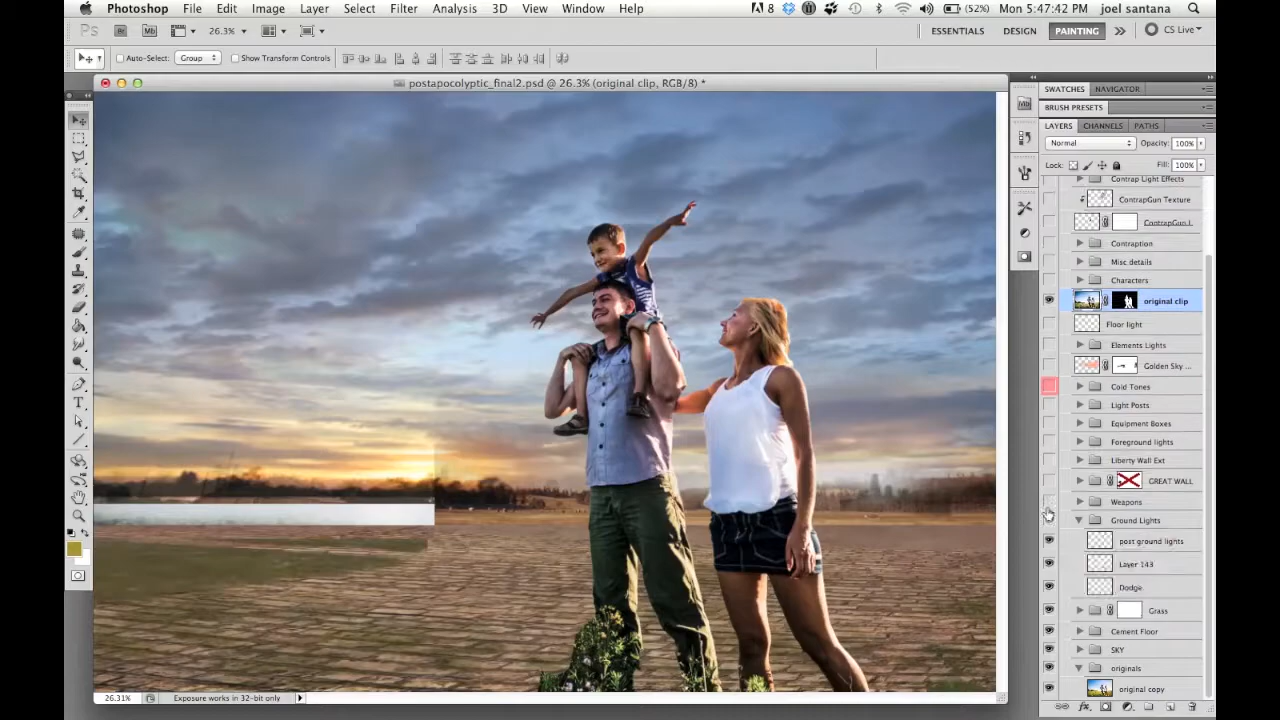 Photoshop File Edit Image Layer Select Filter Analysis 3D View Window Help 8 (52%) Mon 5:47:42 PM joel santana
Ps Br Mb 26.3% ESSENTIALS DESIGN PAINTING CS Live
Auto-Select: Group Show Transform Controls
postapocolyptic_final2.psd @ 26.3% (original clip, RGB/8) *
SWATCHES NAVIGATOR
BRUSH PRESETS
LAYERS CHANNELS PATHS
Normal Opacity: 100%
Lock: Fill: 100%
Contrap Light Effects
ContrapGun Texture
ContrapGun L
Contraption
Misc details
Characters
original clip
Floor light
Elements Lights
Golden Sky ...
Cold Tones
Light Posts
Equipment Boxes
Foreground lights
Liberty Wall Ext
GREAT WALL
Weapons
Ground Lights
post ground lights
Layer 143
Dodge
Grass
Cement Floor
SKY
originals
original copy
26.31% Exposure works in 32-bit only